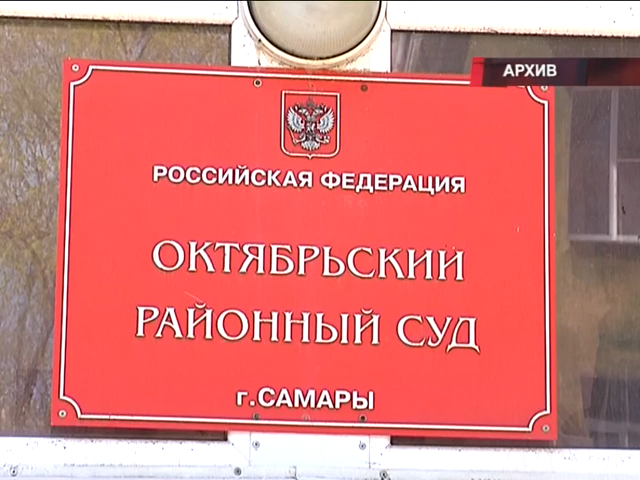 АРХИВ
РОССИЙСКАЯ ФЕДЕРАЦИЯ
ОКТЯБРЬСКИЙ
РАЙОННЫЙ СУД
г.САМАРЫ